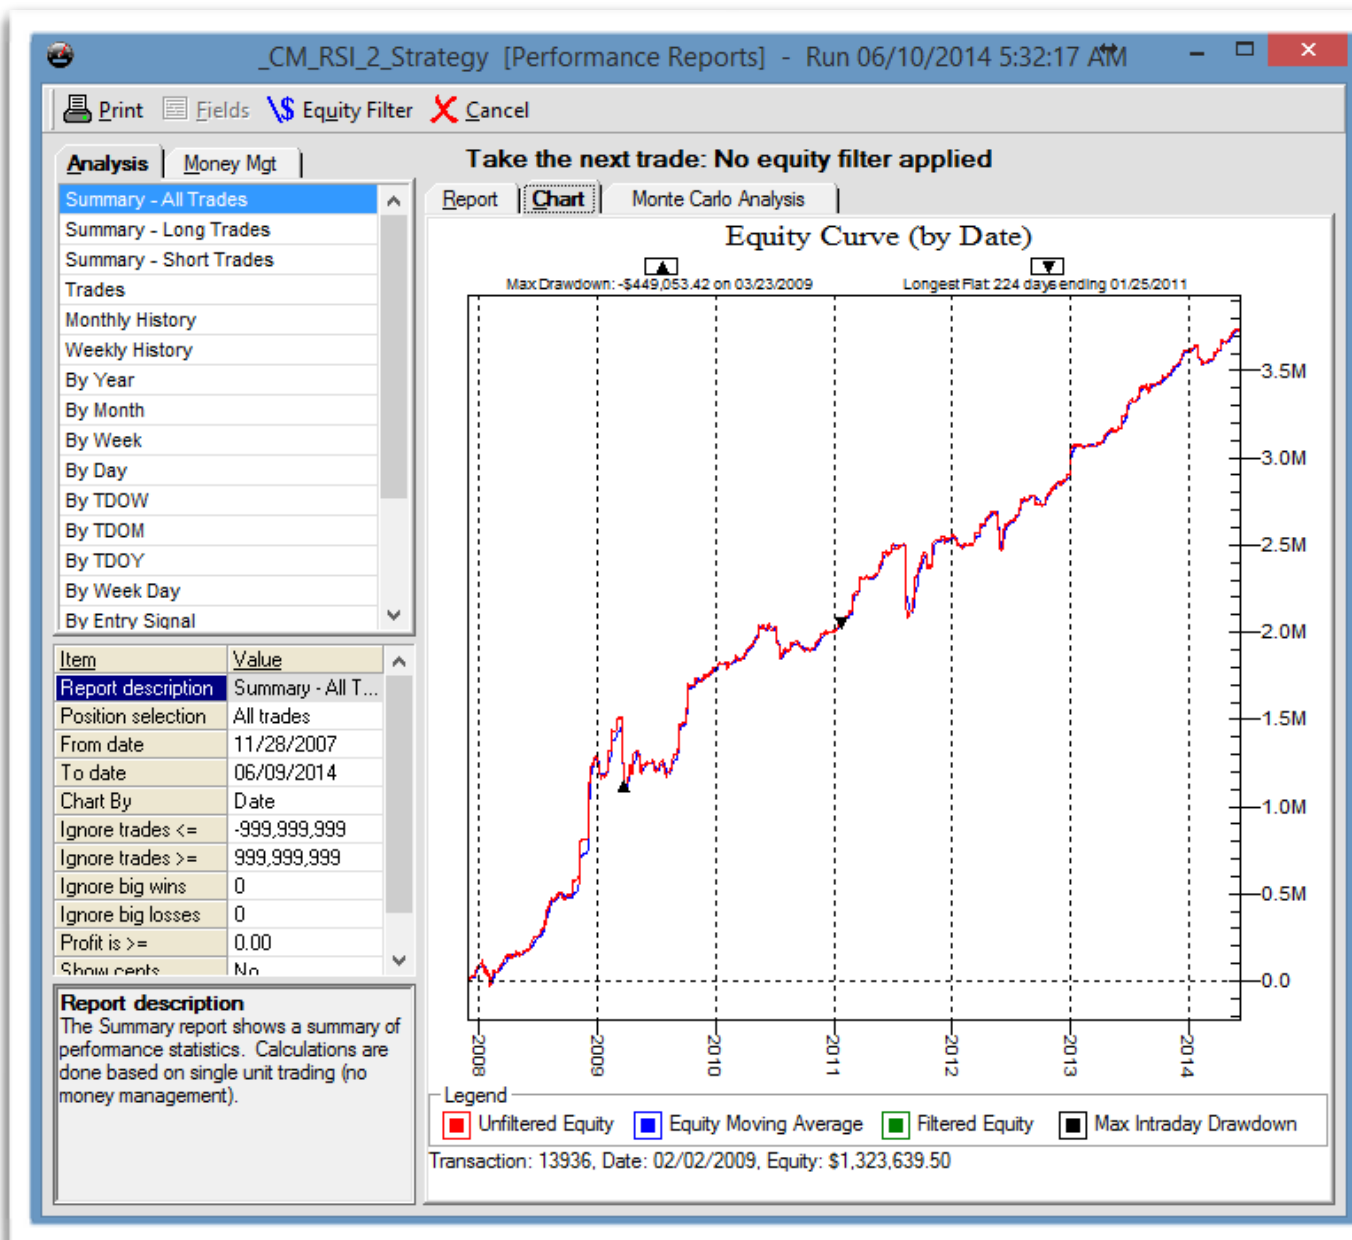 _CM_RSI_2_Strategy [Performance Reports] - Run 06/10/2014 5:32:17 AM
Print Fields \$ Equity Filter Cancel
Analysis Money Mgt
Take the next trade: No equity filter applied
Report Chart Monte Carlo Analysis
Summary - All Trades
Summary - Long Trades
Summary - Short Trades
Trades
Monthly History
Weekly History
By Year
By Month
By Week
By Day
By TDOW
By TDOM
By TDOY
By Week Day
By Entry Signal
Item Value
Report description Summary - All T...
Position selection All trades
From date 11/28/2007
To date 06/09/2014
Chart By Date
Ignore trades <= -999,999,999
Ignore trades >= 999,999,999
Ignore big wins 0
Ignore big losses 0
Profit is >= 0.00
Show cents No
Report description
The Summary report shows a summary of
performance statistics. Calculations are
done based on single unit trading (no
money management).
Equity Curve (by Date)
Max Drawdown: -$449,053.42 on 03/23/2009
Longest Flat: 224 days ending 01/25/2011
3.5M
3.0M
2.5M
2.0M
1.5M
1.0M
0.5M
0.0
2008 2009 2010 2011 2012 2013 2014
Legend
Unfiltered Equity Equity Moving Average Filtered Equity Max Intraday Drawdown
Transaction: 13936, Date: 02/02/2009, Equity: $1,323,639.50